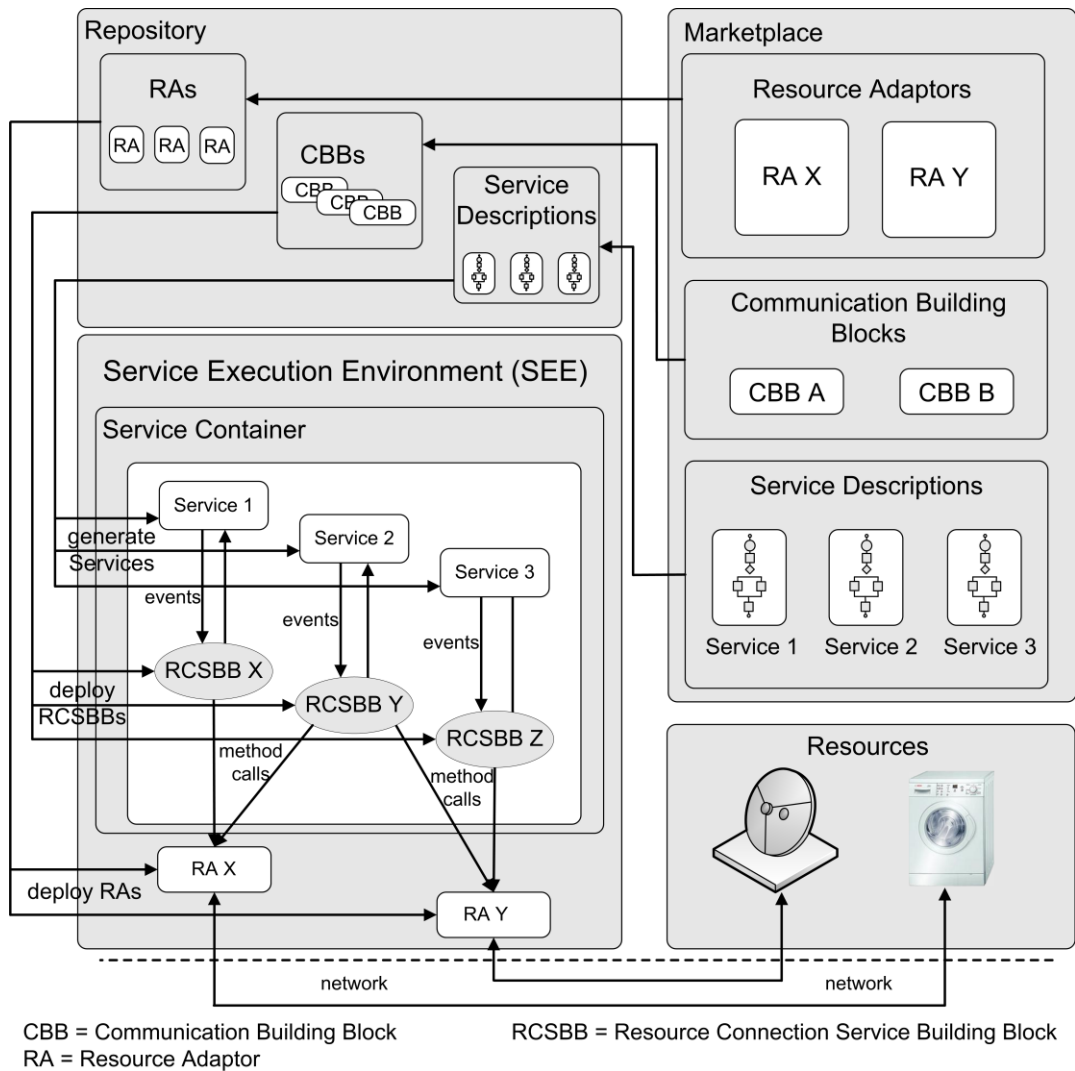 Repository
RAs
RA RA RA
CBBs
CBB
CBB
CBB
Service
Descriptions
Marketplace
Resource Adaptors
RA X
RA Y
Communication Building
Blocks
CBB A
CBB B
Service Descriptions
Service 1
Service 2
Service 3
Service Execution Environment (SEE)
Service Container
Service 1
Service 2
Service 3
generate
Services
events
events
events
RCSBB X
RCSBB Y
RCSBB Z
deploy
RCSBBs
method
calls
method
calls
RA X
RA Y
deploy RAs
Resources
network
network
CBB = Communication Building Block
RA = Resource Adaptor
RCSBB = Resource Connection Service Building Block